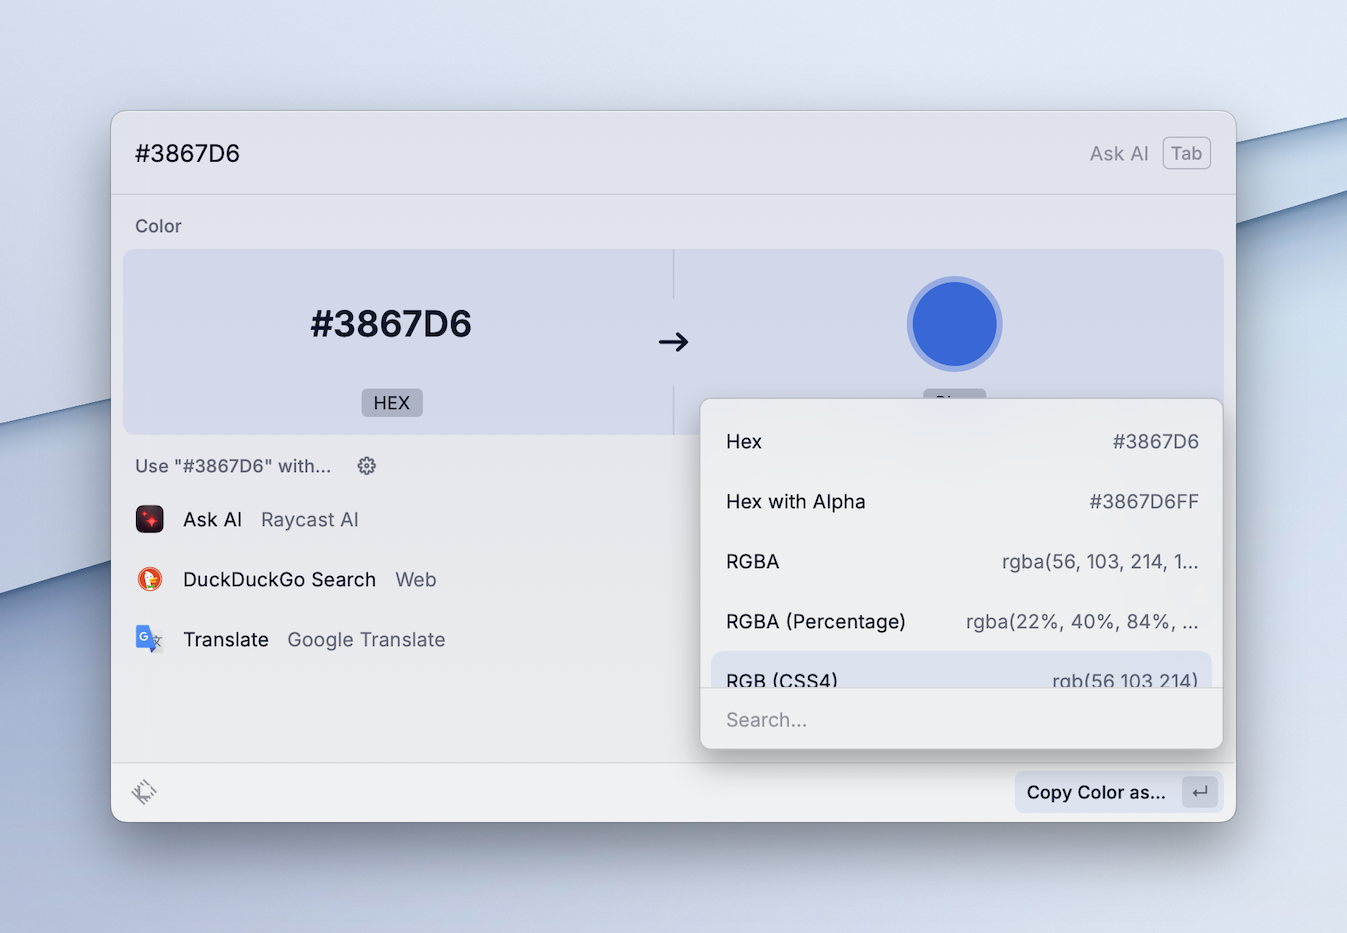 #3867D6
Ask AI Tab
Color
#3867D6
HEX
Use "#3867D6" with...
Ask AI Raycast AI
DuckDuckGo Search Web
Translate Google Translate
Hex #3867D6
Hex with Alpha #3867D6FF
RGBA rgba(56, 103, 214, 1...
RGBA (Percentage) rgba(22%, 40%, 84%, ...
RGB (CSS4) rgb(56 103 214)
Search...
Copy Color as...